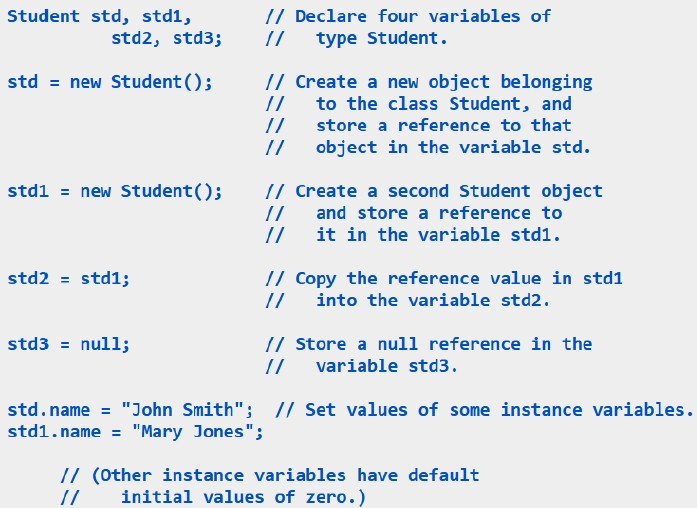 Student std, std1,       // Declare four variables of
          std2, std3;    //   type Student.
std = new Student();     // Create a new object belonging
                         //   to the class Student, and
                         //   store a reference to that
                         //   object in the variable std.
std1 = new Student();    // Create a second Student object
                         //   and store a reference to
                         //   it in the variable std1.
std2 = std1;             // Copy the reference value in std1
                         //   into the variable std2.
std3 = null;             // Store a null reference in the
                         //   variable std3.
std.name = "John Smith";  // Set values of some instance variables.
std1.name = "Mary Jones";
     // (Other instance variables have default
     //    initial values of zero.)